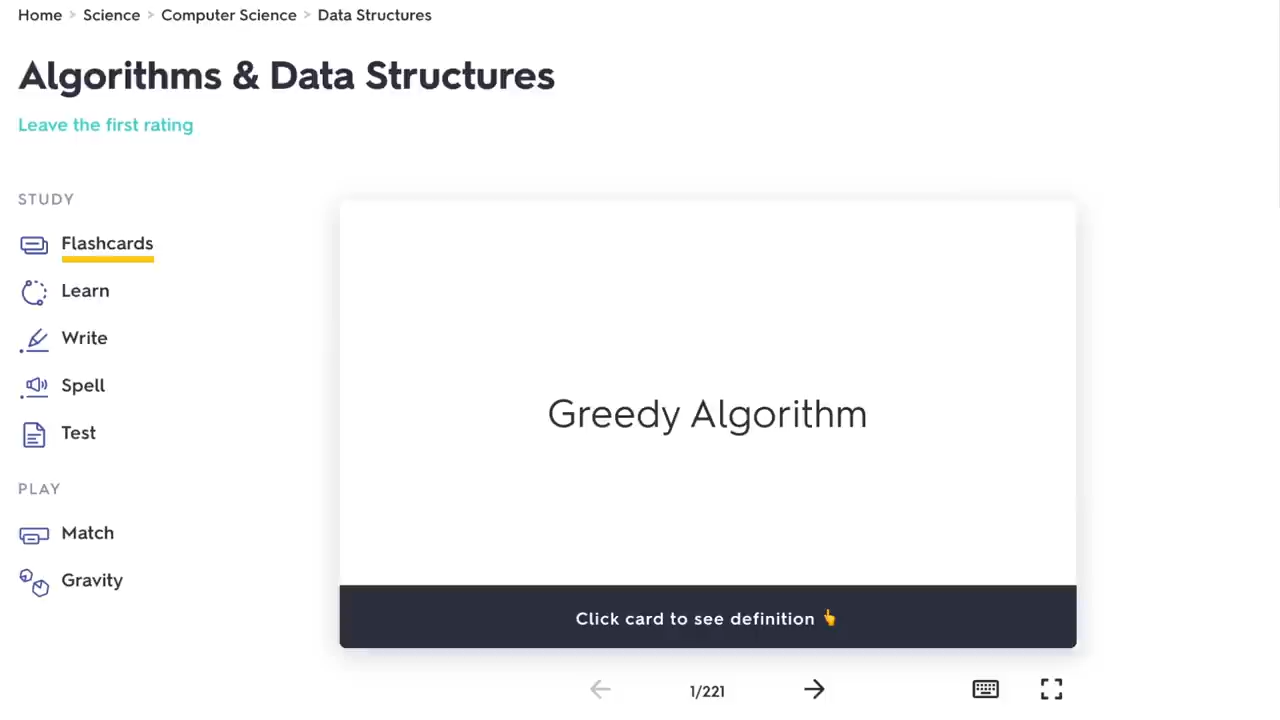 Home > Science > Computer Science > Data Structures
Algorithms & Data Structures
Leave the first rating
STUDY
Flashcards
Learn
Write
Spell
Test
PLAY
Match
Gravity
Greedy Algorithm
Click card to see definition 👆
1/221